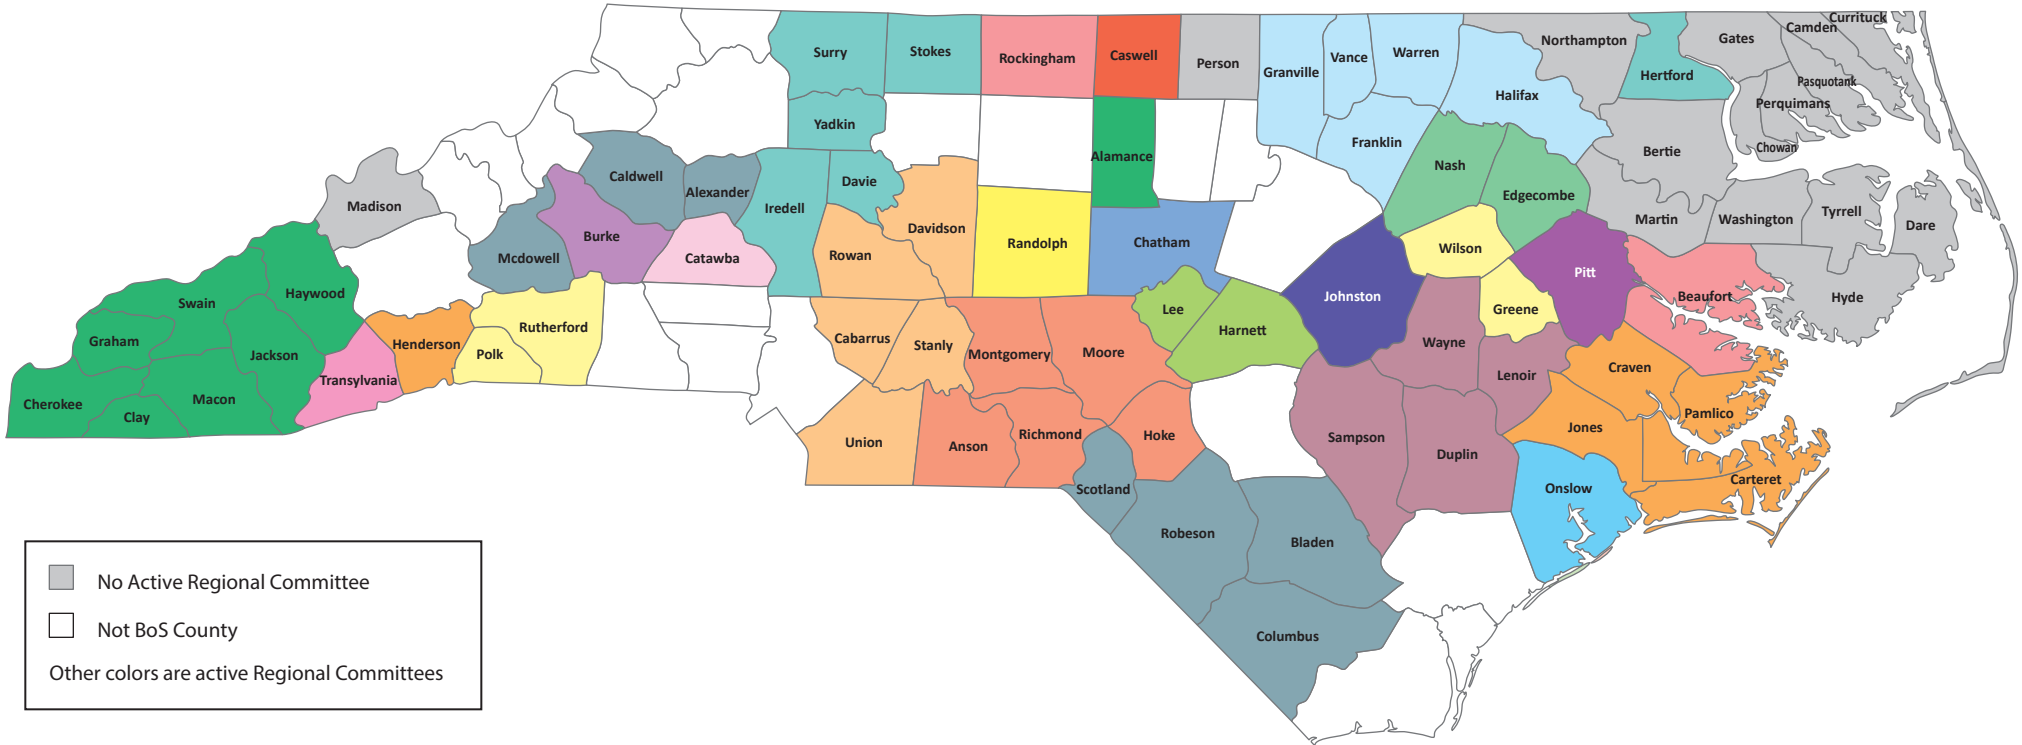 Surry
Stokes
Rockingham
Caswell
Person
Granville
Vance
Warren
Halifax
Northampton
Hertford
Gates
Camden
Currituck
Pasquotank
Perquimans
Chowan
Yadkin
Alamance
Franklin
Nash
Edgecombe
Bertie
Madison
Caldwell
Alexander
Iredell
Davie
Davidson
Rowan
Randolph
Chatham
Martin
Washington
Tyrrell
Dare
Mcdowell
Burke
Catawba
Wilson
Pitt
Beaufort
Hyde
Swain
Haywood
Graham
Jackson
Cherokee
Clay
Macon
Transylvania
Henderson
Polk
Rutherford
Cabarrus
Stanly
Montgomery
Moore
Lee
Harnett
Johnston
Greene
Wayne
Lenoir
Craven
Pamlico
Jones
Carteret
Union
Anson
Richmond
Hoke
Scotland
Sampson
Duplin
Onslow
Robeson
Bladen
Columbus
No Active Regional Committee
Not BoS County
Other colors are active Regional Committees